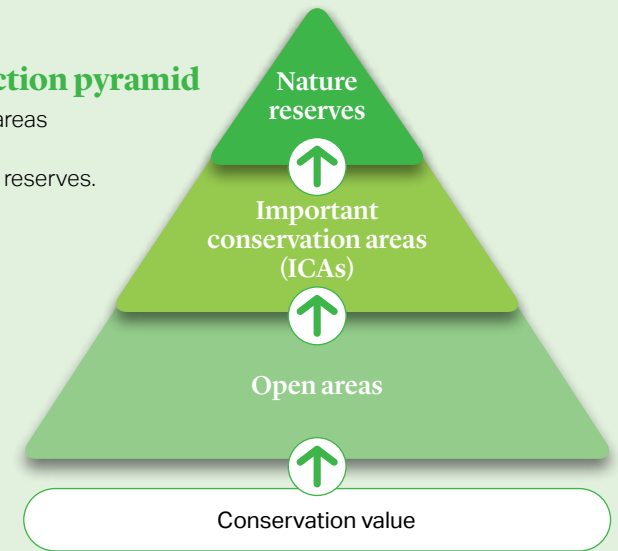 ction pyramid
areas
reserves.
Nature
reserves
Important
conservation areas
(ICAs)
Open areas
Conservation value